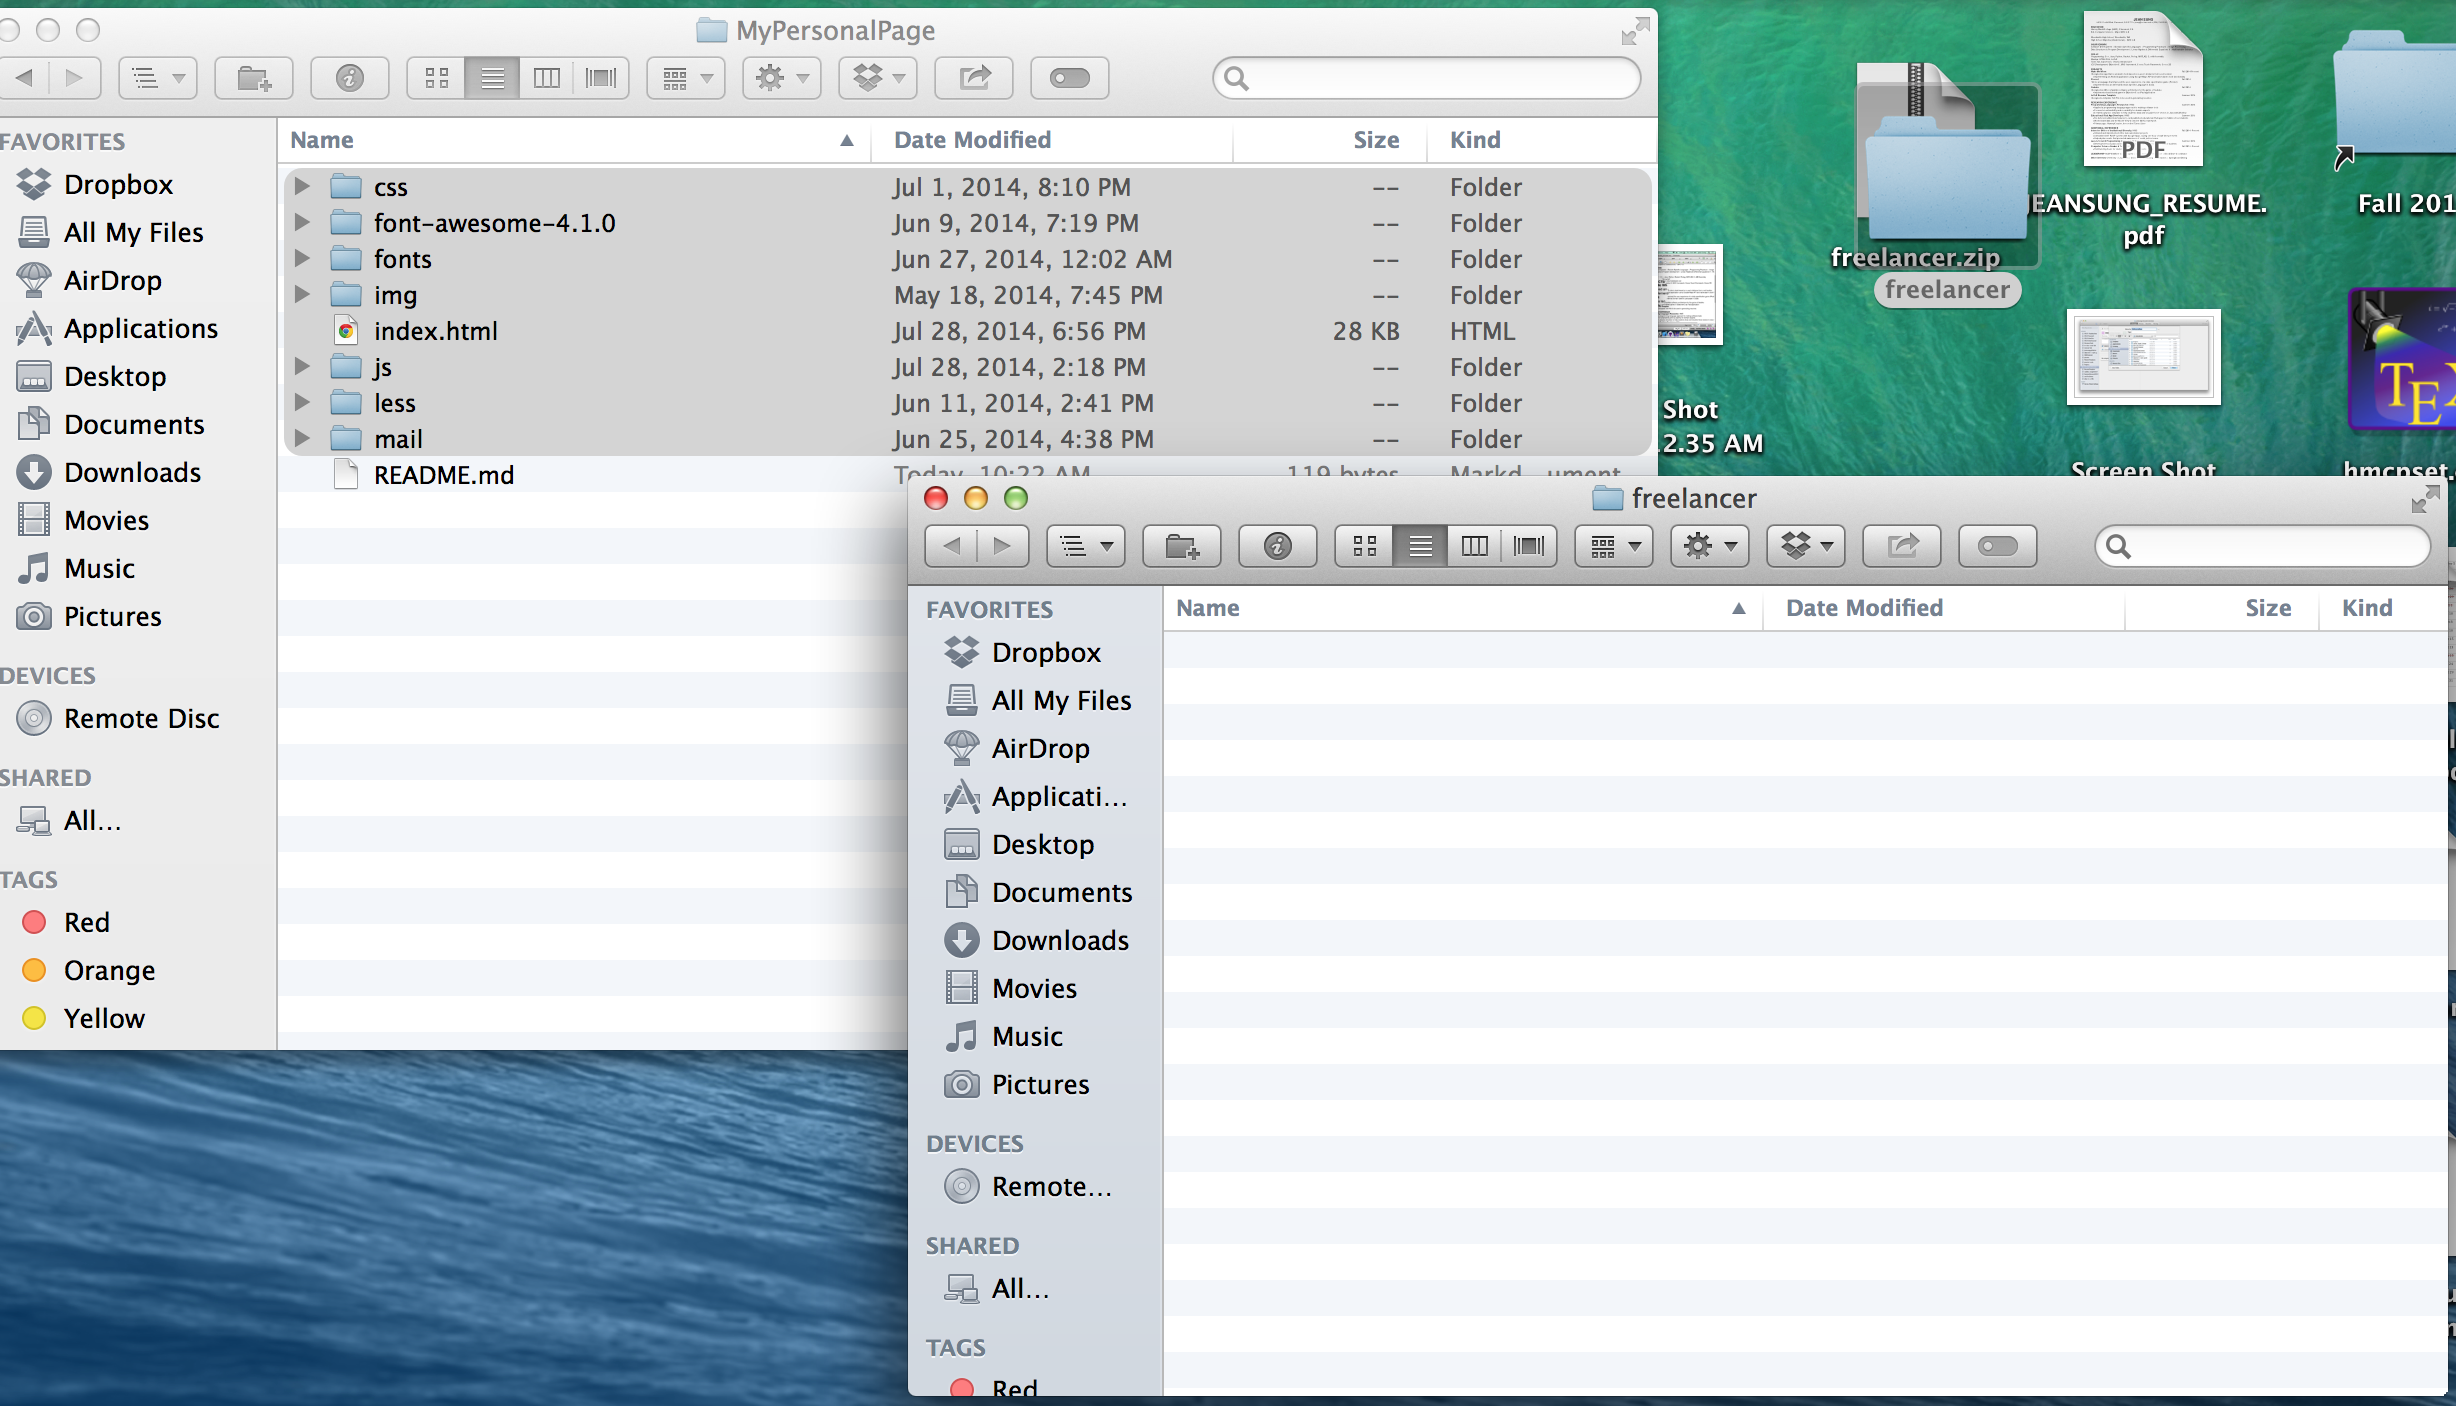 MyPersonalPage
FAVORITES
Dropbox
All My Files
AirDrop
Applications
Desktop
Documents
Downloads
Movies
Music
Pictures
DEVICES
Remote Disc
SHARED
All...
TAGS
Red
Orange
Yellow
Name Date Modified Size Kind
css Jul 1, 2014, 8:10 PM -- Folder
font-awesome-4.1.0 Jun 9, 2014, 7:19 PM -- Folder
fonts Jun 27, 2014, 12:02 AM -- Folder
img May 18, 2014, 7:45 PM -- Folder
index.html Jul 28, 2014, 6:56 PM 28 KB HTML
js Jul 28, 2014, 2:18 PM -- Folder
less Jun 11, 2014, 2:41 PM -- Folder
mail Jun 25, 2014, 4:38 PM -- Folder
README.md Today, 10:22 AM 119 bytes Markd...ument
freelancer.zip
freelancer
PDF
EANSUNG_RESUME.
pdf
Fall 201
Shot
2.35 AM
Screen Shot
TEX
hmcpset.
freelancer
FAVORITES
Dropbox
All My Files
AirDrop
Applicati...
Desktop
Documents
Downloads
Movies
Music
Pictures
DEVICES
Remote...
SHARED
All...
TAGS
Red
Name Date Modified Size Kind